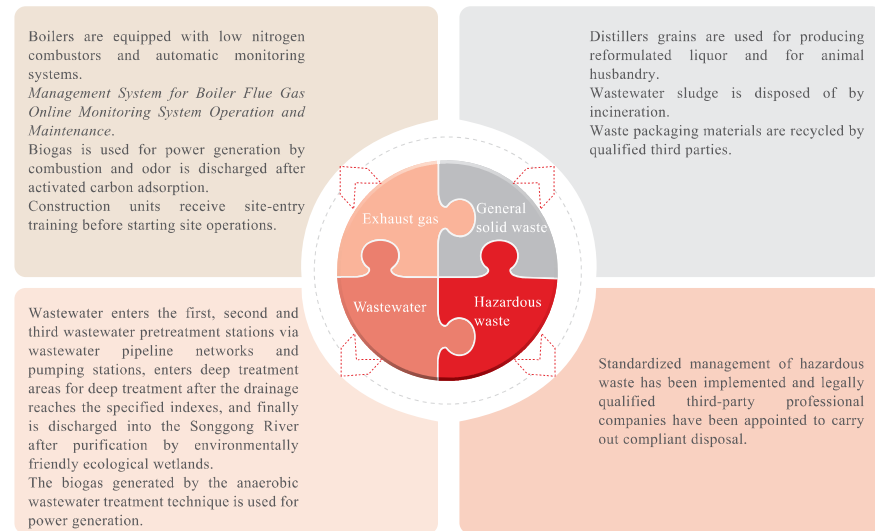 Boilers are equipped with low nitrogen
combustors and automatic monitoring
systems.
Management System for Boiler Flue Gas
Online Monitoring System Operation and
Maintenance.
Biogas is used for power generation by
combustion and odor is discharged after
activated carbon adsorption.
Construction units receive site-entry
training before starting site operations.
Distillers grains are used for producing
reformulated liquor and for animal
husbandry.
Wastewater sludge is disposed of by
incineration.
Waste packaging materials are recycled by
qualified third parties.
Exhaust gas
General
solid waste
Wastewater
Hazardous
waste
Wastewater enters the first, second and
third wastewater pretreatment stations via
wastewater pipeline networks and
pumping stations, enters deep treatment
areas for deep treatment after the drainage
reaches the specified indexes, and finally
is discharged into the Songgong River
after purification by environmentally
friendly ecological wetlands.
The biogas generated by the anaerobic
wastewater treatment technique is used for
power generation.
Standardized management of hazardous
waste has been implemented and legally
qualified third-party professional
companies have been appointed to carry
out compliant disposal.